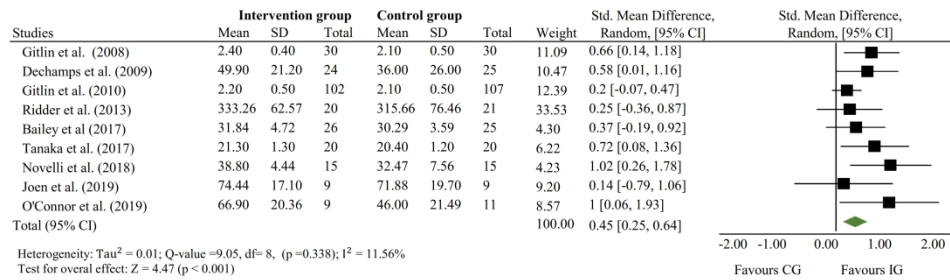 Intervention group Control group Std. Mean Difference, Std. Mean Difference,
Studies Mean SD Total Mean SD Total Weight Random, [95% CI] Random, [95% CI]
Gitlin et al. (2008) 2.40 0.40 30 2.10 0.50 30 11.09 0.66 [0.14, 1.18]
Dechamps et al. (2009) 49.90 21.20 24 36.00 26.00 25 10.47 0.58 [0.01, 1.16]
Gitlin et al. (2010) 2.20 0.50 102 2.10 0.50 107 12.39 0.2 [-0.07, 0.47]
Ridder et al. (2013) 333.26 62.57 20 315.66 76.46 21 33.53 0.25 [-0.36, 0.87]
Bailey et al (2017) 31.84 4.72 26 30.29 3.59 25 4.30 0.37 [-0.19, 0.92]
Tanaka et al. (2017) 21.30 1.30 20 20.40 1.20 20 6.22 0.72 [0.08, 1.36]
Novelli et al. (2018) 38.80 4.44 15 32.47 7.56 15 4.23 1.02 [0.26, 1.78]
Joen et al. (2019) 74.44 17.10 9 71.88 19.70 9 9.20 0.14 [-0.79, 1.06]
O'Connor et al. (2019) 66.90 20.36 9 46.00 21.49 11 8.57 1 [0.06, 1.93]
Total (95% CI) 100.00 0.45 [0.25, 0.64]
-2.00 0.00 1.00 2.00
Heterogeneity: Tau² = 0.01; Q-value =9.05, df= 8, (p =0.338); I² = 11.56%
Test for overal effect: Z = 4.47 (p < 0.001)
Favours CG Favours IG